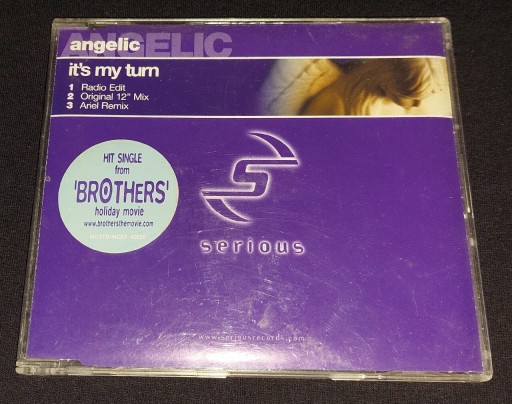 ANGELIC
angelic
it's my turn
1 Radio Edit
2 Original 12" Mix
3 Ariel Remix
HIT SINGLE
from
'BROTHERS'
holiday movie
www.brothersthemovie.com
S
serious
www.seriousrecords.com